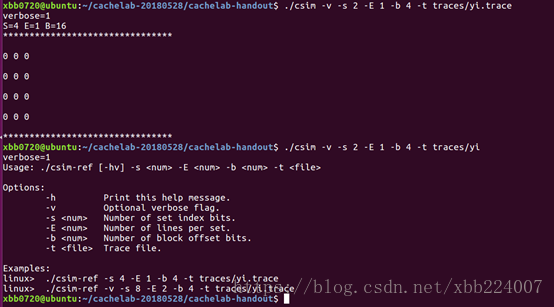 xbb0720@ubuntu:~/cachelab-20180528/cachelab-handout$ ./csim -v -s 2 -E 1 -b 4 -t traces/yi.trace
verbose=1
S=4 E=1 B=16
********************************
0 0 0
0 0 0
0 0 0
0 0 0
********************************
xbb0720@ubuntu:~/cachelab-20180528/cachelab-handout$ ./csim -v -s 2 -E 1 -b 4 -t traces/yi
verbose=1
Usage: ./csim-ref [-hv] -s <num> -E <num> -b <num> -t <file>
Options:
-h Print this help message.
-v Optional verbose flag.
-s <num> Number of set index bits.
-E <num> Number of lines per set.
-b <num> Number of block offset bits.
-t <file> Trace file.
Examples:
linux> ./csim-ref -s 4 -E 1 -b 4 -t traces/yi.trace
linux> ./csim-ref -v -s 8 -E 2 -b 4 -t traces/yi.trace
xbb0720@ubuntu:~/cachelab-20180528/cachelab-handout$
https://blog.csdn.net/xbb224007